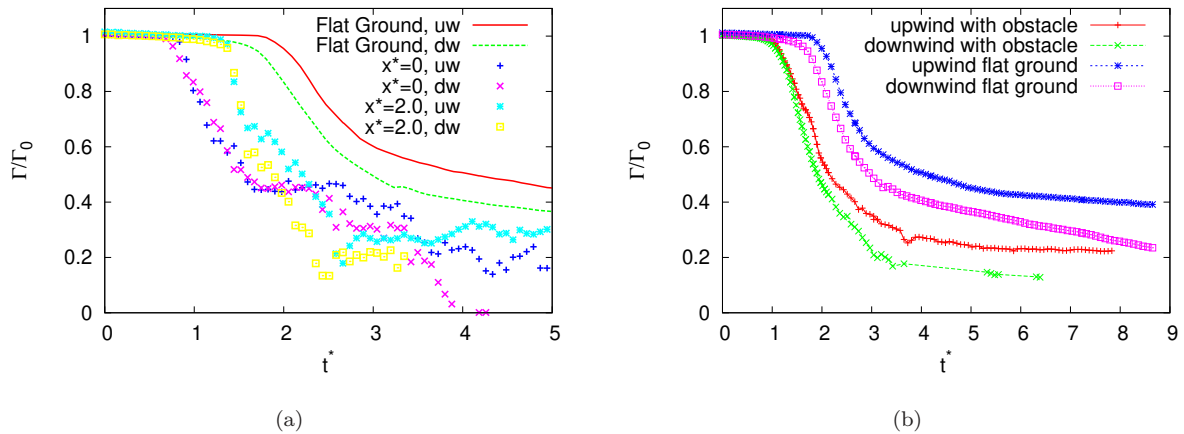 Flat Ground, uw
Flat Ground, dw
x*=0, uw
x*=0, dw
x*=2.0, uw
x*=2.0, dw
1
0.8
0.6
0.4
0.2
0
Γ/Γ0
0 1 2 3 4 5
t*
(a)
upwind with obstacle
downwind with obstacle
upwind flat ground
downwind flat ground
1
0.8
0.6
0.4
0.2
0
Γ/Γ0
0 1 2 3 4 5 6 7 8 9
t*
(b)